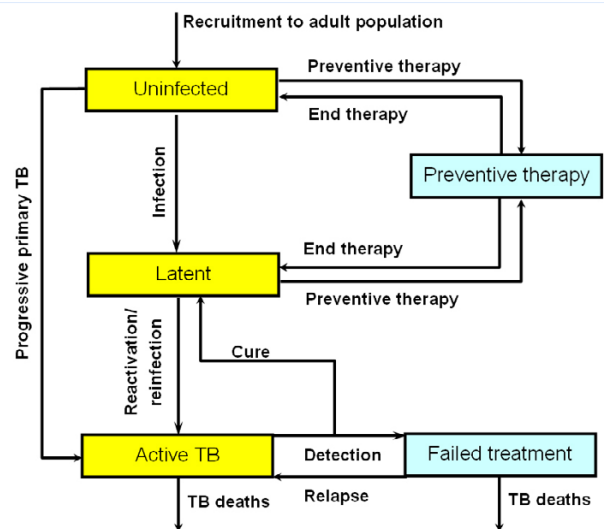 Recruitment to adult population
Uninfected
Preventive therapy
End therapy
Preventive therapy
Progressive primary TB
Infection
Latent
End therapy
Preventive therapy
Reactivation/
reinfection
Cure
Active TB
Detection
Relapse
Failed treatment
TB deaths
TB deaths